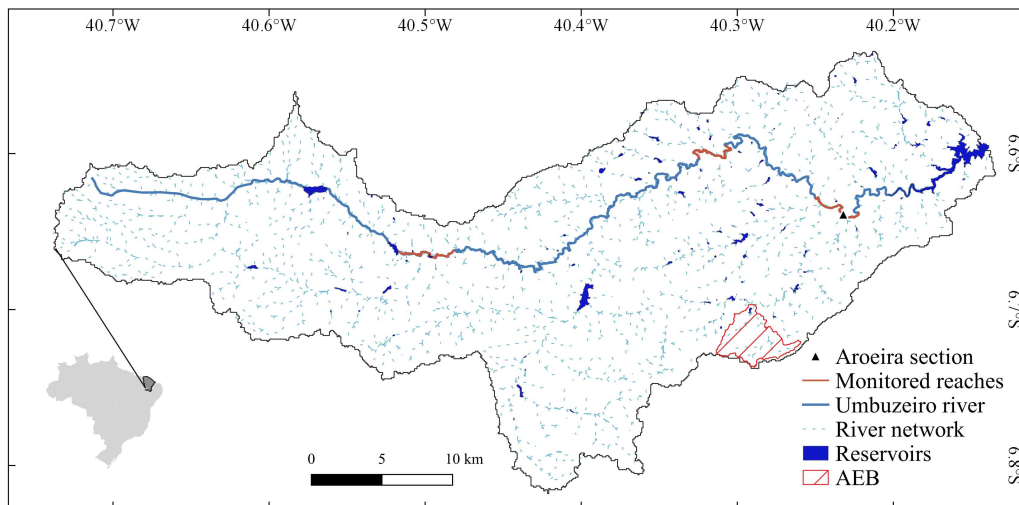 40.7°W 40.6°W 40.5°W 40.4°W 40.3°W 40.2°W
6.6°S
6.7°S
Aroeira section
Monitored reaches
Umbuzeiro river
River network
Reservoirs
AEB
0 5 10 km
6.8°S